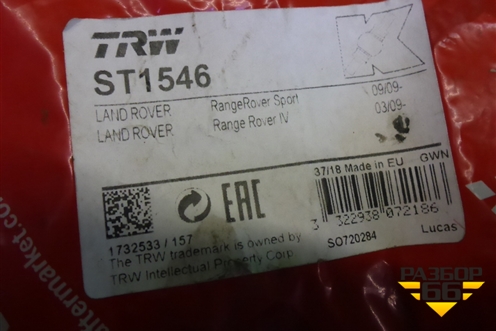 TRW
ST1546
LAND ROVER RangeRover Sport 09/09-
LAND ROVER Range Rover IV 03/09-
37/18 Made in EU GWN
EAC
3 322938 072186
1732533 / 157
SO720284 Lucas
The TRW trademark is owned by
TRW Intellectual Property Corp.
ftermarket.co
РАЗБОР
66